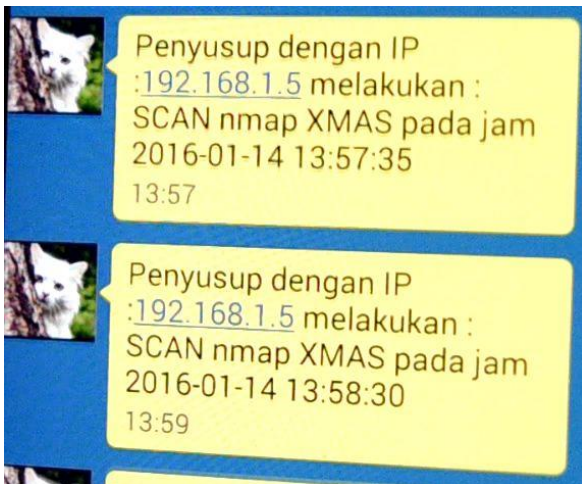 Penyusup dengan IP
:192.168.1.5 melakukan :
SCAN nmap XMAS pada jam
2016-01-14 13:57:35
13:57
Penyusup dengan IP
:192.168.1.5 melakukan :
SCAN nmap XMAS pada jam
2016-01-14 13:58:30
13:59